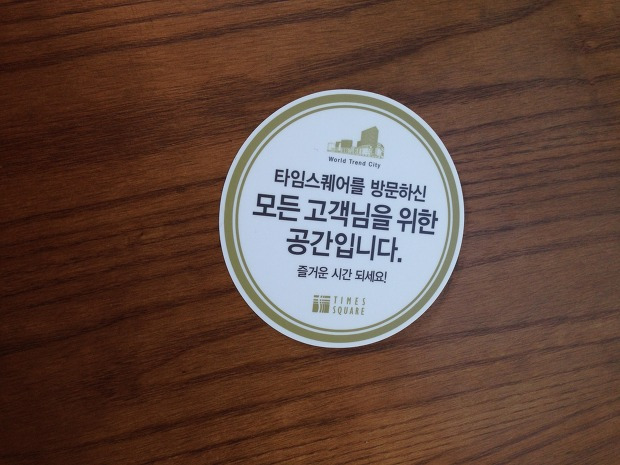 World Trend City
타임스퀘어를 방문하신
모든 고객님을 위한
공간입니다.
즐거운 시간 되세요!
TIMES
SQUARE